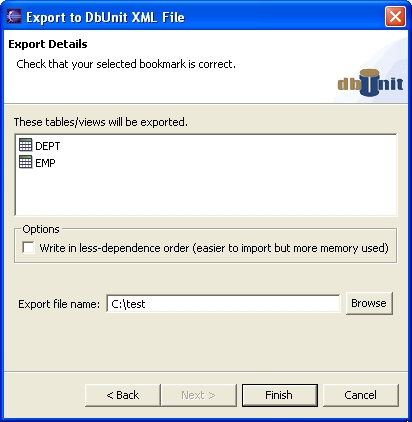 Export to DbUnit XML File
Export Details
Check that your selected bookmark is correct.
dbUnit
These tables/views will be exported.
DEPT
EMP
Options
Write in less-dependence order (easier to import but more memory used)
Export file name: C:\test Browse
< Back Next > Finish Cancel